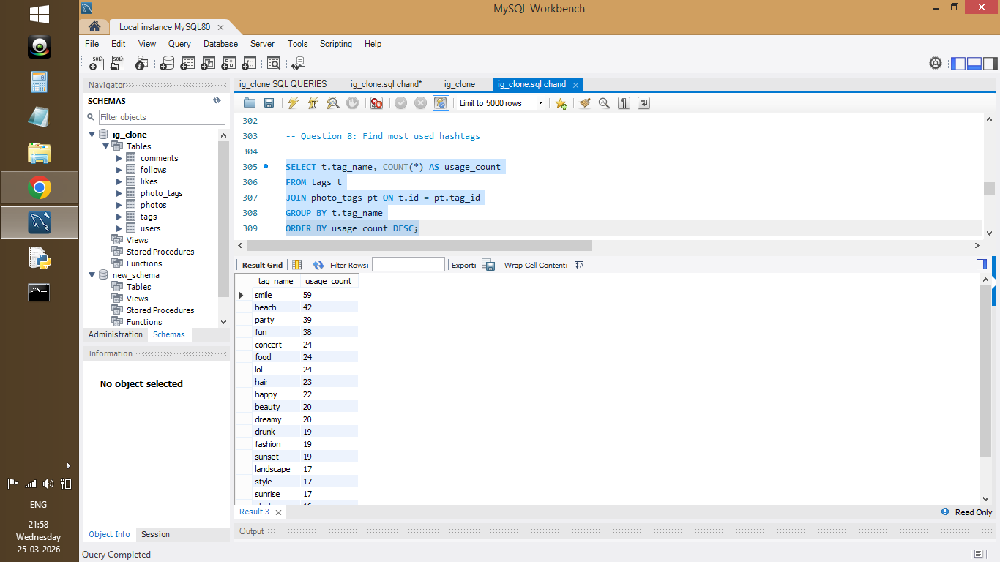 MySQL Workbench
Local instance MySQL80
File Edit View Query Database Server Tools Scripting Help
Navigator
SCHEMAS
Filter objects
ig_clone
Tables
comments
follows
likes
photo_tags
photos
tags
users
Views
Stored Procedures
Functions
new_schema
Tables
Views
Stored Procedures
Functions
Administration Schemas
Information
No object selected
Object Info Session
ig_clone SQL QUERIES ig_clone.sql chand* ig_clone ig_clone.sql chand
Limit to 5000 rows
302
303 -- Question 8: Find most used hashtags
304
305 SELECT t.tag_name, COUNT(*) AS usage_count
306 FROM tags t
307 JOIN photo_tags pt ON t.id = pt.tag_id
308 GROUP BY t.tag_name
309 ORDER BY usage_count DESC;
Result Grid Filter Rows: Export: Wrap Cell Content:
tag_name usage_count
smile 59
beach 42
party 39
fun 38
concert 24
food 24
lol 24
hair 23
happy 22
beauty 20
dreamy 20
drunk 19
fashion 19
sunset 19
landscape 17
style 17
sunrise 17
Result 3
Read Only
Output
Query Completed
C:\
ENG
21:58
Wednesday
25-03-2026